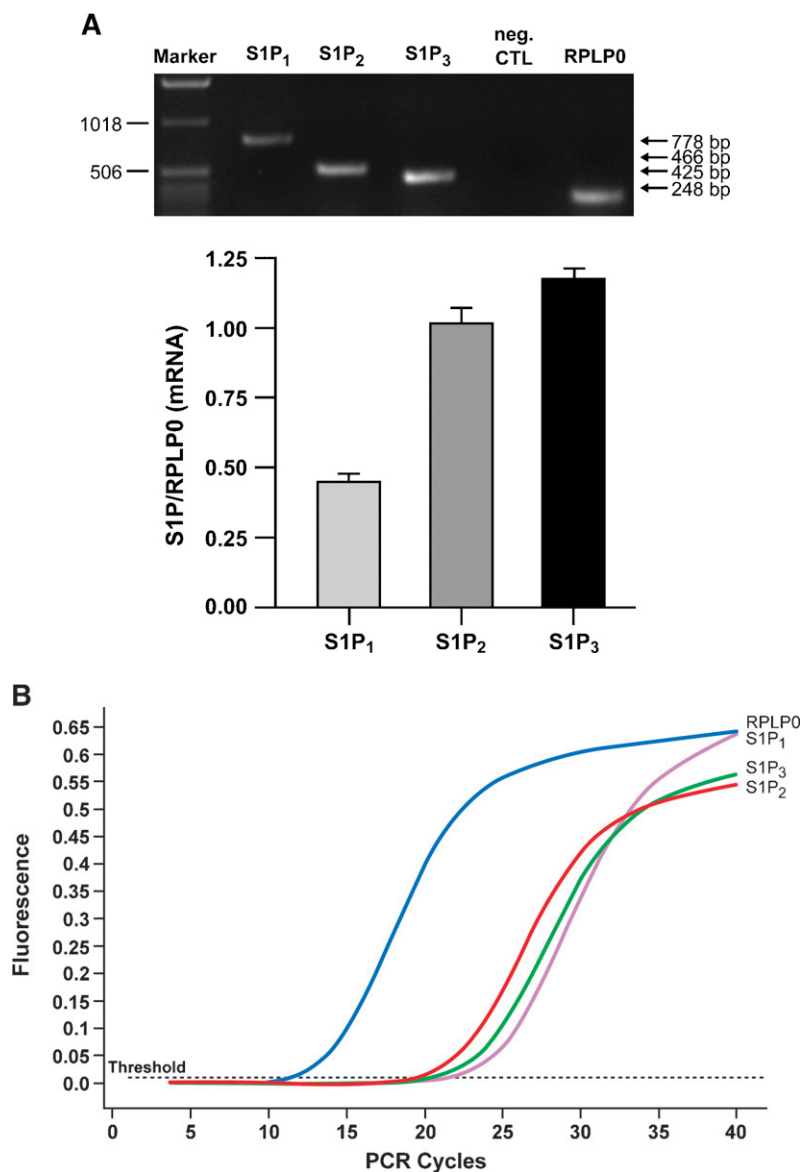 A
Marker S1P₁ S1P₂ S1P₃ neg. CTL RPLP0
1018
506
778 bp
466 bp
425 bp
248 bp
S1P/RPLP0 (mRNA)
1.25
1.00
0.75
0.50
0.25
0.00
S1P₁ S1P₂ S1P₃
B
Fluorescence
0.65
0.6
0.55
0.5
0.45
0.4
0.35
0.3
0.25
0.2
0.15
0.1
0.05
0.0
Threshold
RPLP0
S1P₁
S1P₃
S1P₂
0 5 10 15 20 25 30 35 40
PCR Cycles